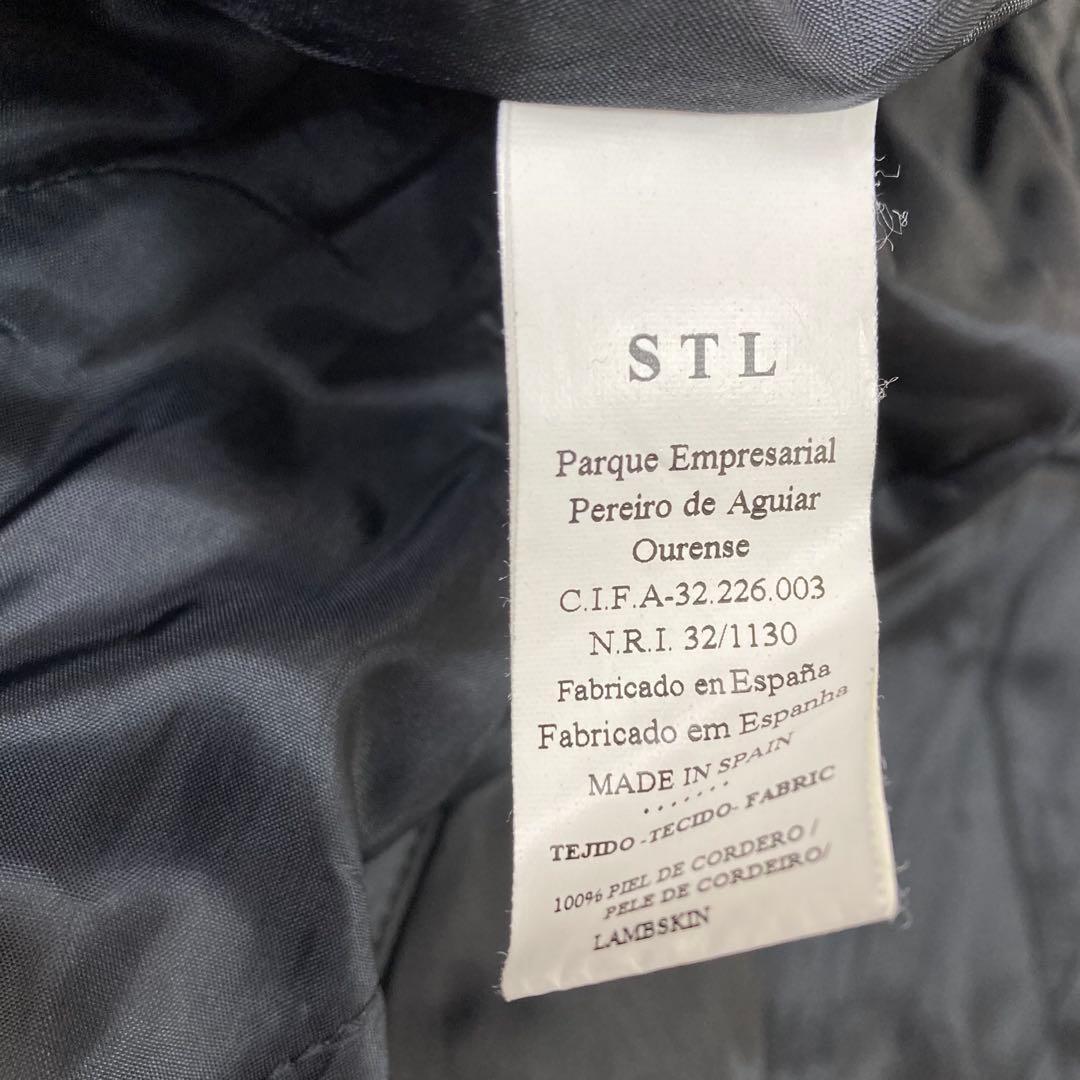 STL
Parque Empresarial
Pereiro de Aguiar
Ourense
C.I.F.A-32.226.003
N.R.I. 32/1130
Fabricado en España
Fabricado em Espanha
MADE IN SPAIN
.......
TEJIDO -TECIDO- FABRIC
100% PIEL DE CORDERO /
PELE DE CORDEIRO/
LAMBSKIN